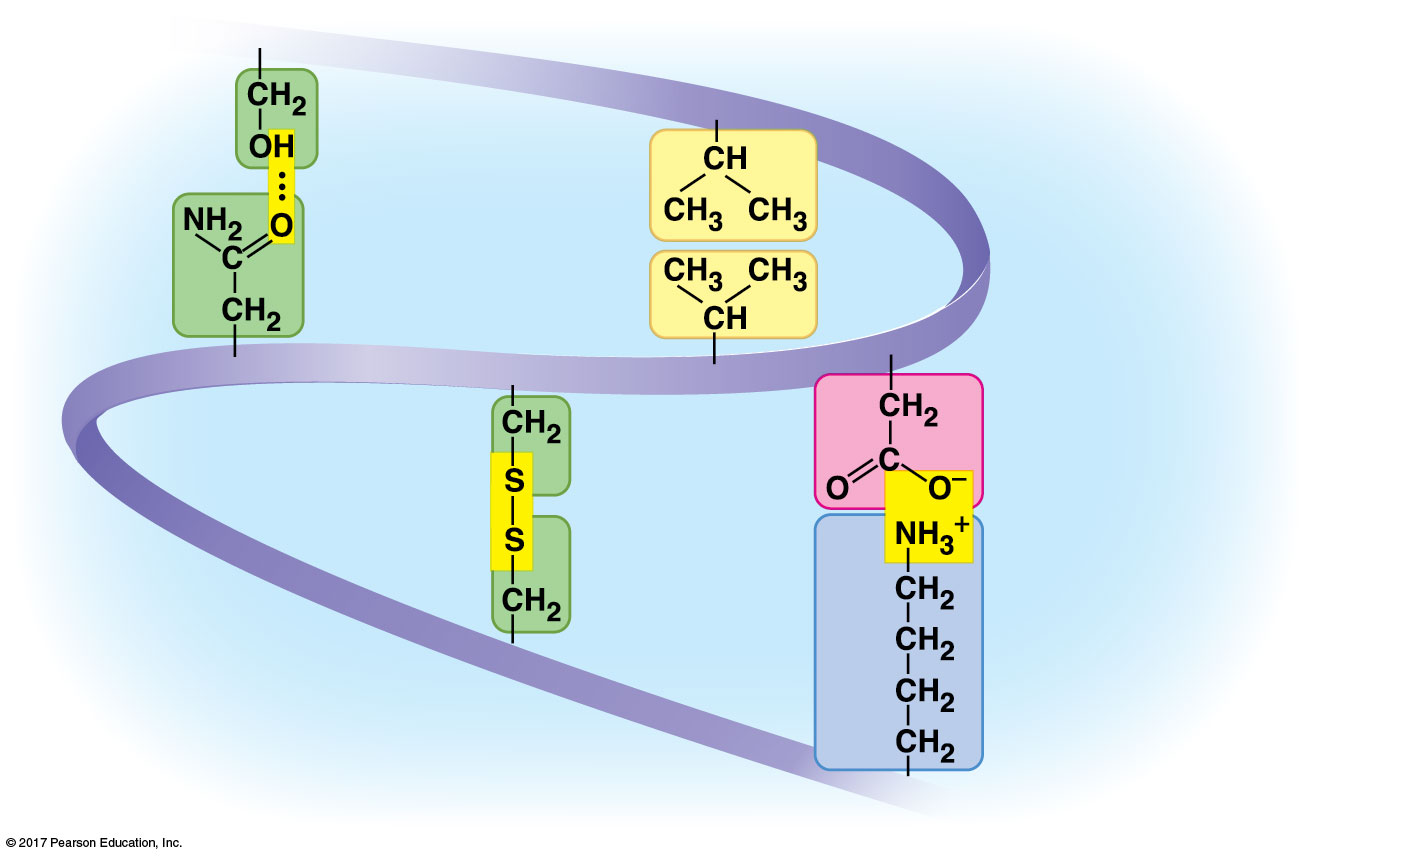 CH₂
OH
NH₂
O
C
CH₂
CH
CH₃ CH₃
CH₃ CH₃
CH
CH₂
S
S
CH₂
CH₂
C
O O⁻
NH₃⁺
CH₂
CH₂
CH₂
CH₂
© 2017 Pearson Education, Inc.